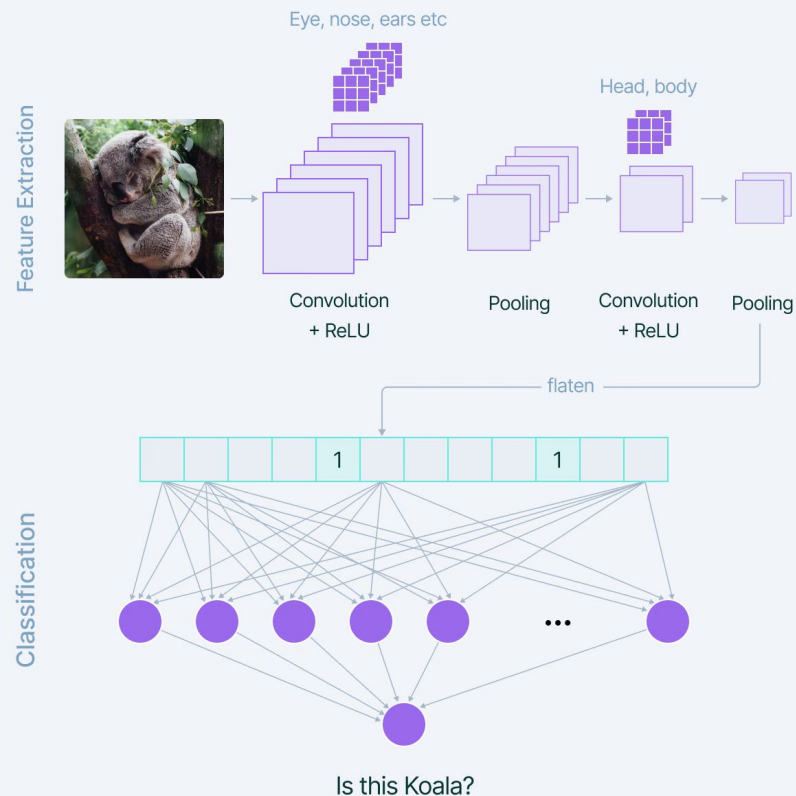 Eye, nose, ears etc
Head, body
Feature Extraction
Convolution
+ ReLU
Pooling
Convolution
+ ReLU
Pooling
flaten
1
1
Classification
...
Is this Koala?